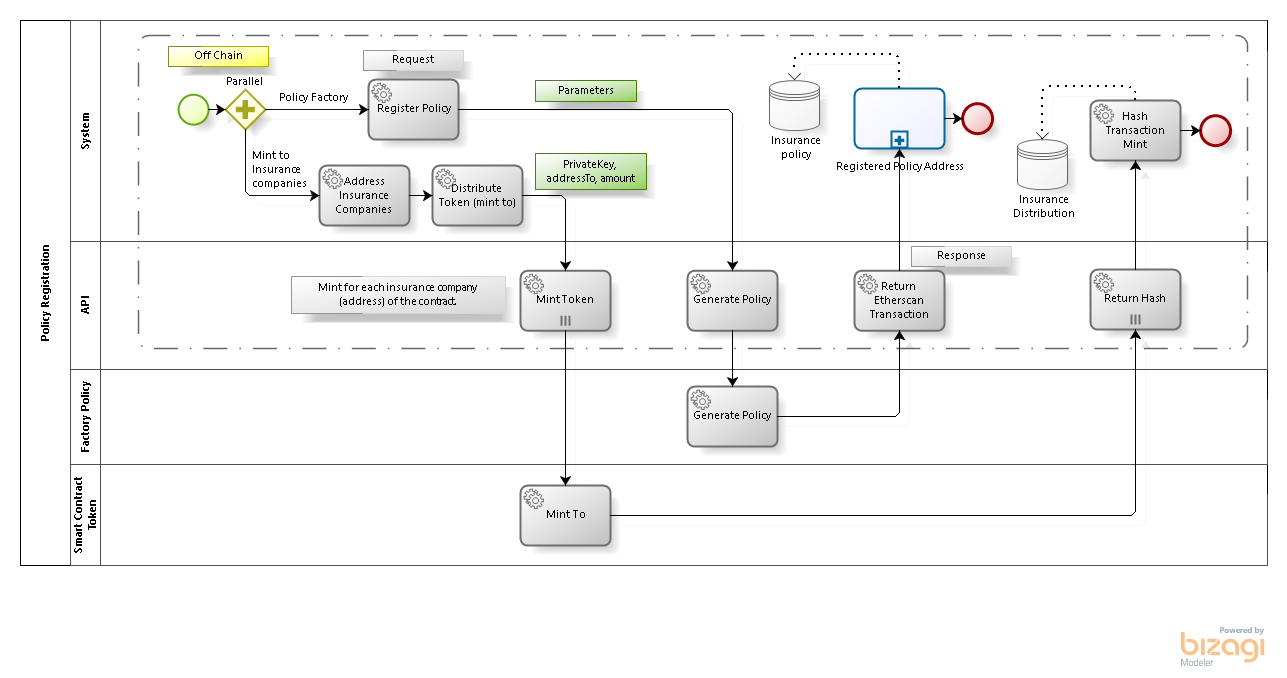 Policy Registration
System
Off Chain
Parallel
Policy Factory
Request
Register Policy
Parameters
Mint to
Insurance
companies
Address
Insurance
Companies
Distribute
Token (mint to)
PrivateKey,
addressTo, amount
Insurance
policy
Registered Policy Address
Insurance
Distribution
Hash
Transaction
Mint
API
Mint for each insurance company
(address) of the contract.
Mint Token
Generate Policy
Response
Return
Etherscan
Transaction
Return Hash
Factory Policy
Generate Policy
Smart Contract
Token
Mint To
Powered by
bizagi
Modeler